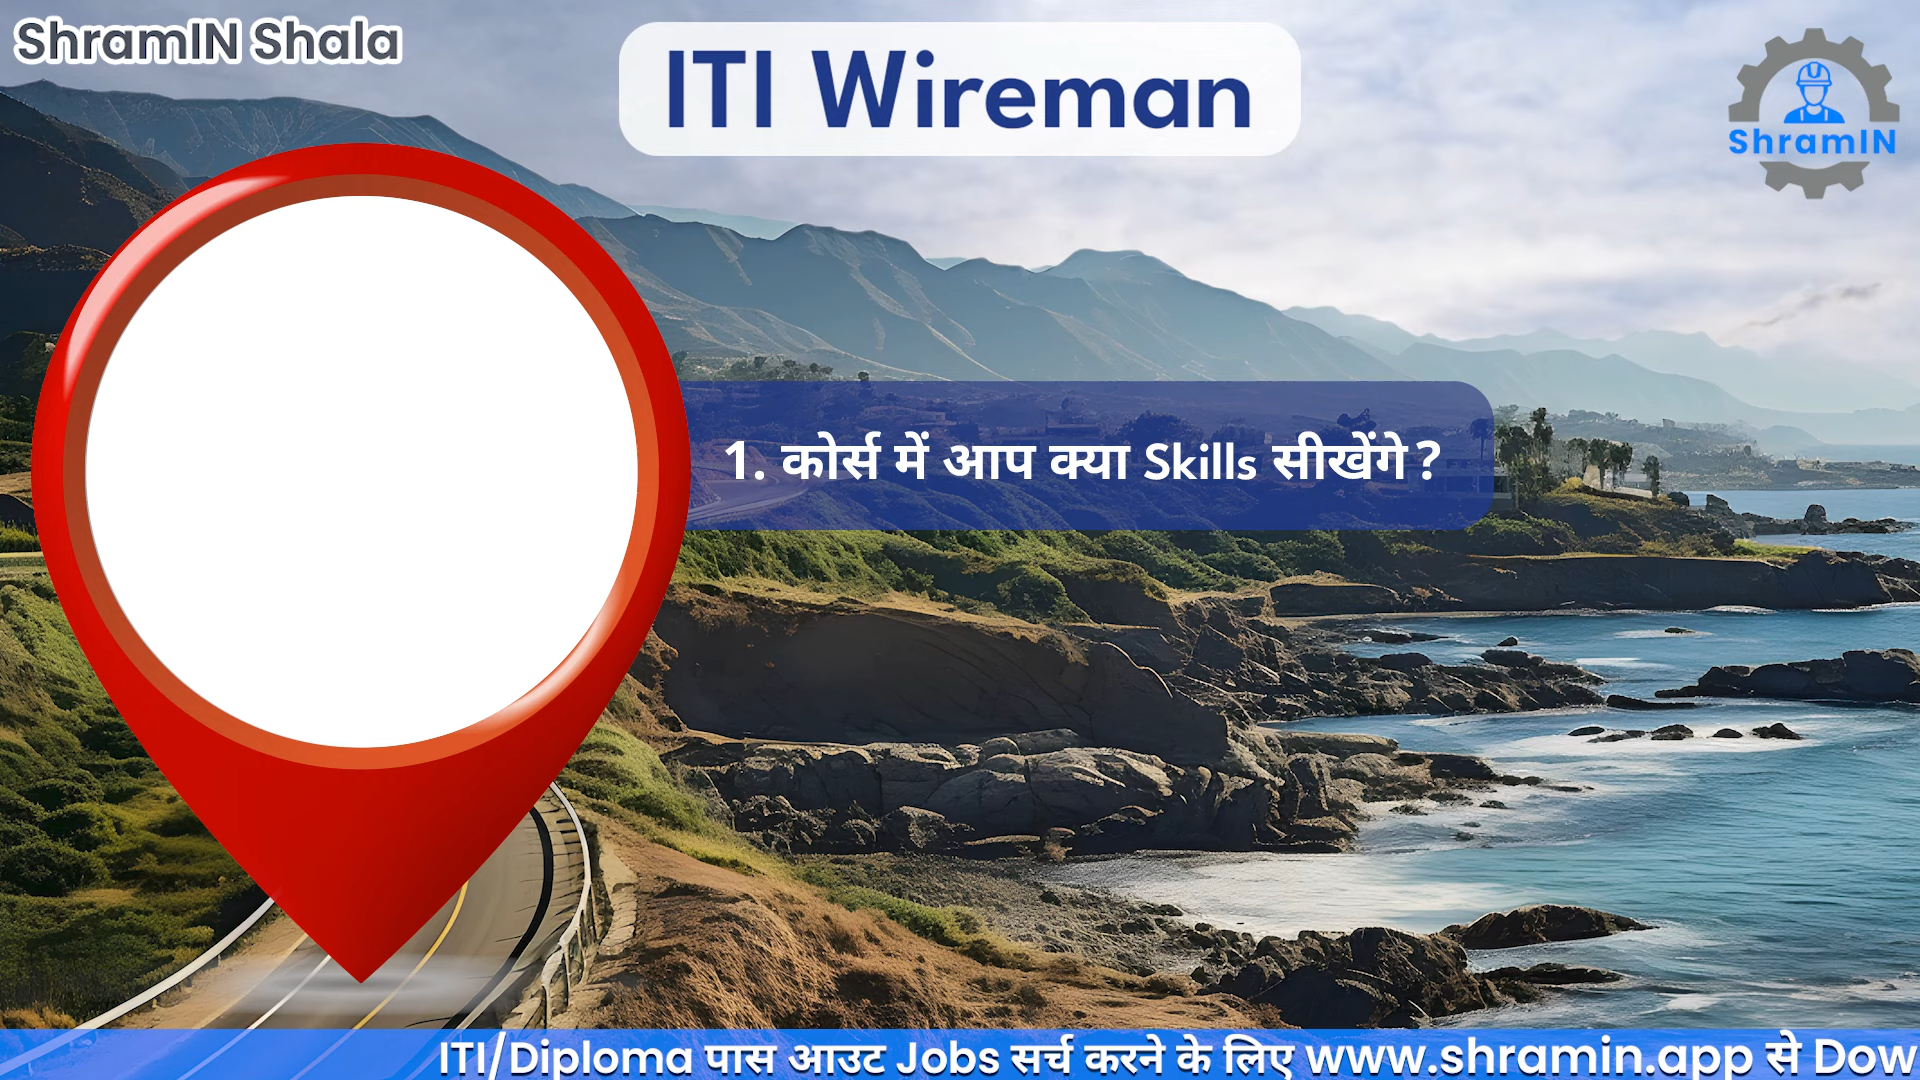 ShramIN Shala
ITI Wireman
ShramIN
1. कोर्स में आप क्या Skills सीखेंगे?
ITI/Diploma पास आउट Jobs सर्च करने के लिए www.shramin.app से Dow